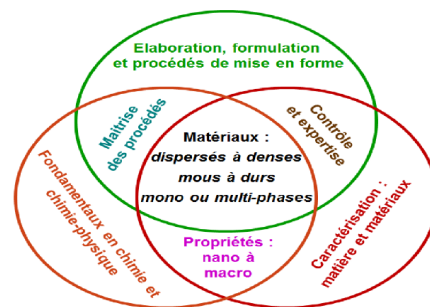 Elaboration, formulation
et procédés de mise en forme
Maitrise
des procédés
Contrôle
et expertise
Matériaux :
dispersés à denses
mous à durs
mono ou multi-phases
Fondamentaux en chimie et
chimie-physique
Propriétés :
nano à
macro
Caractérisation :
matière et matériaux